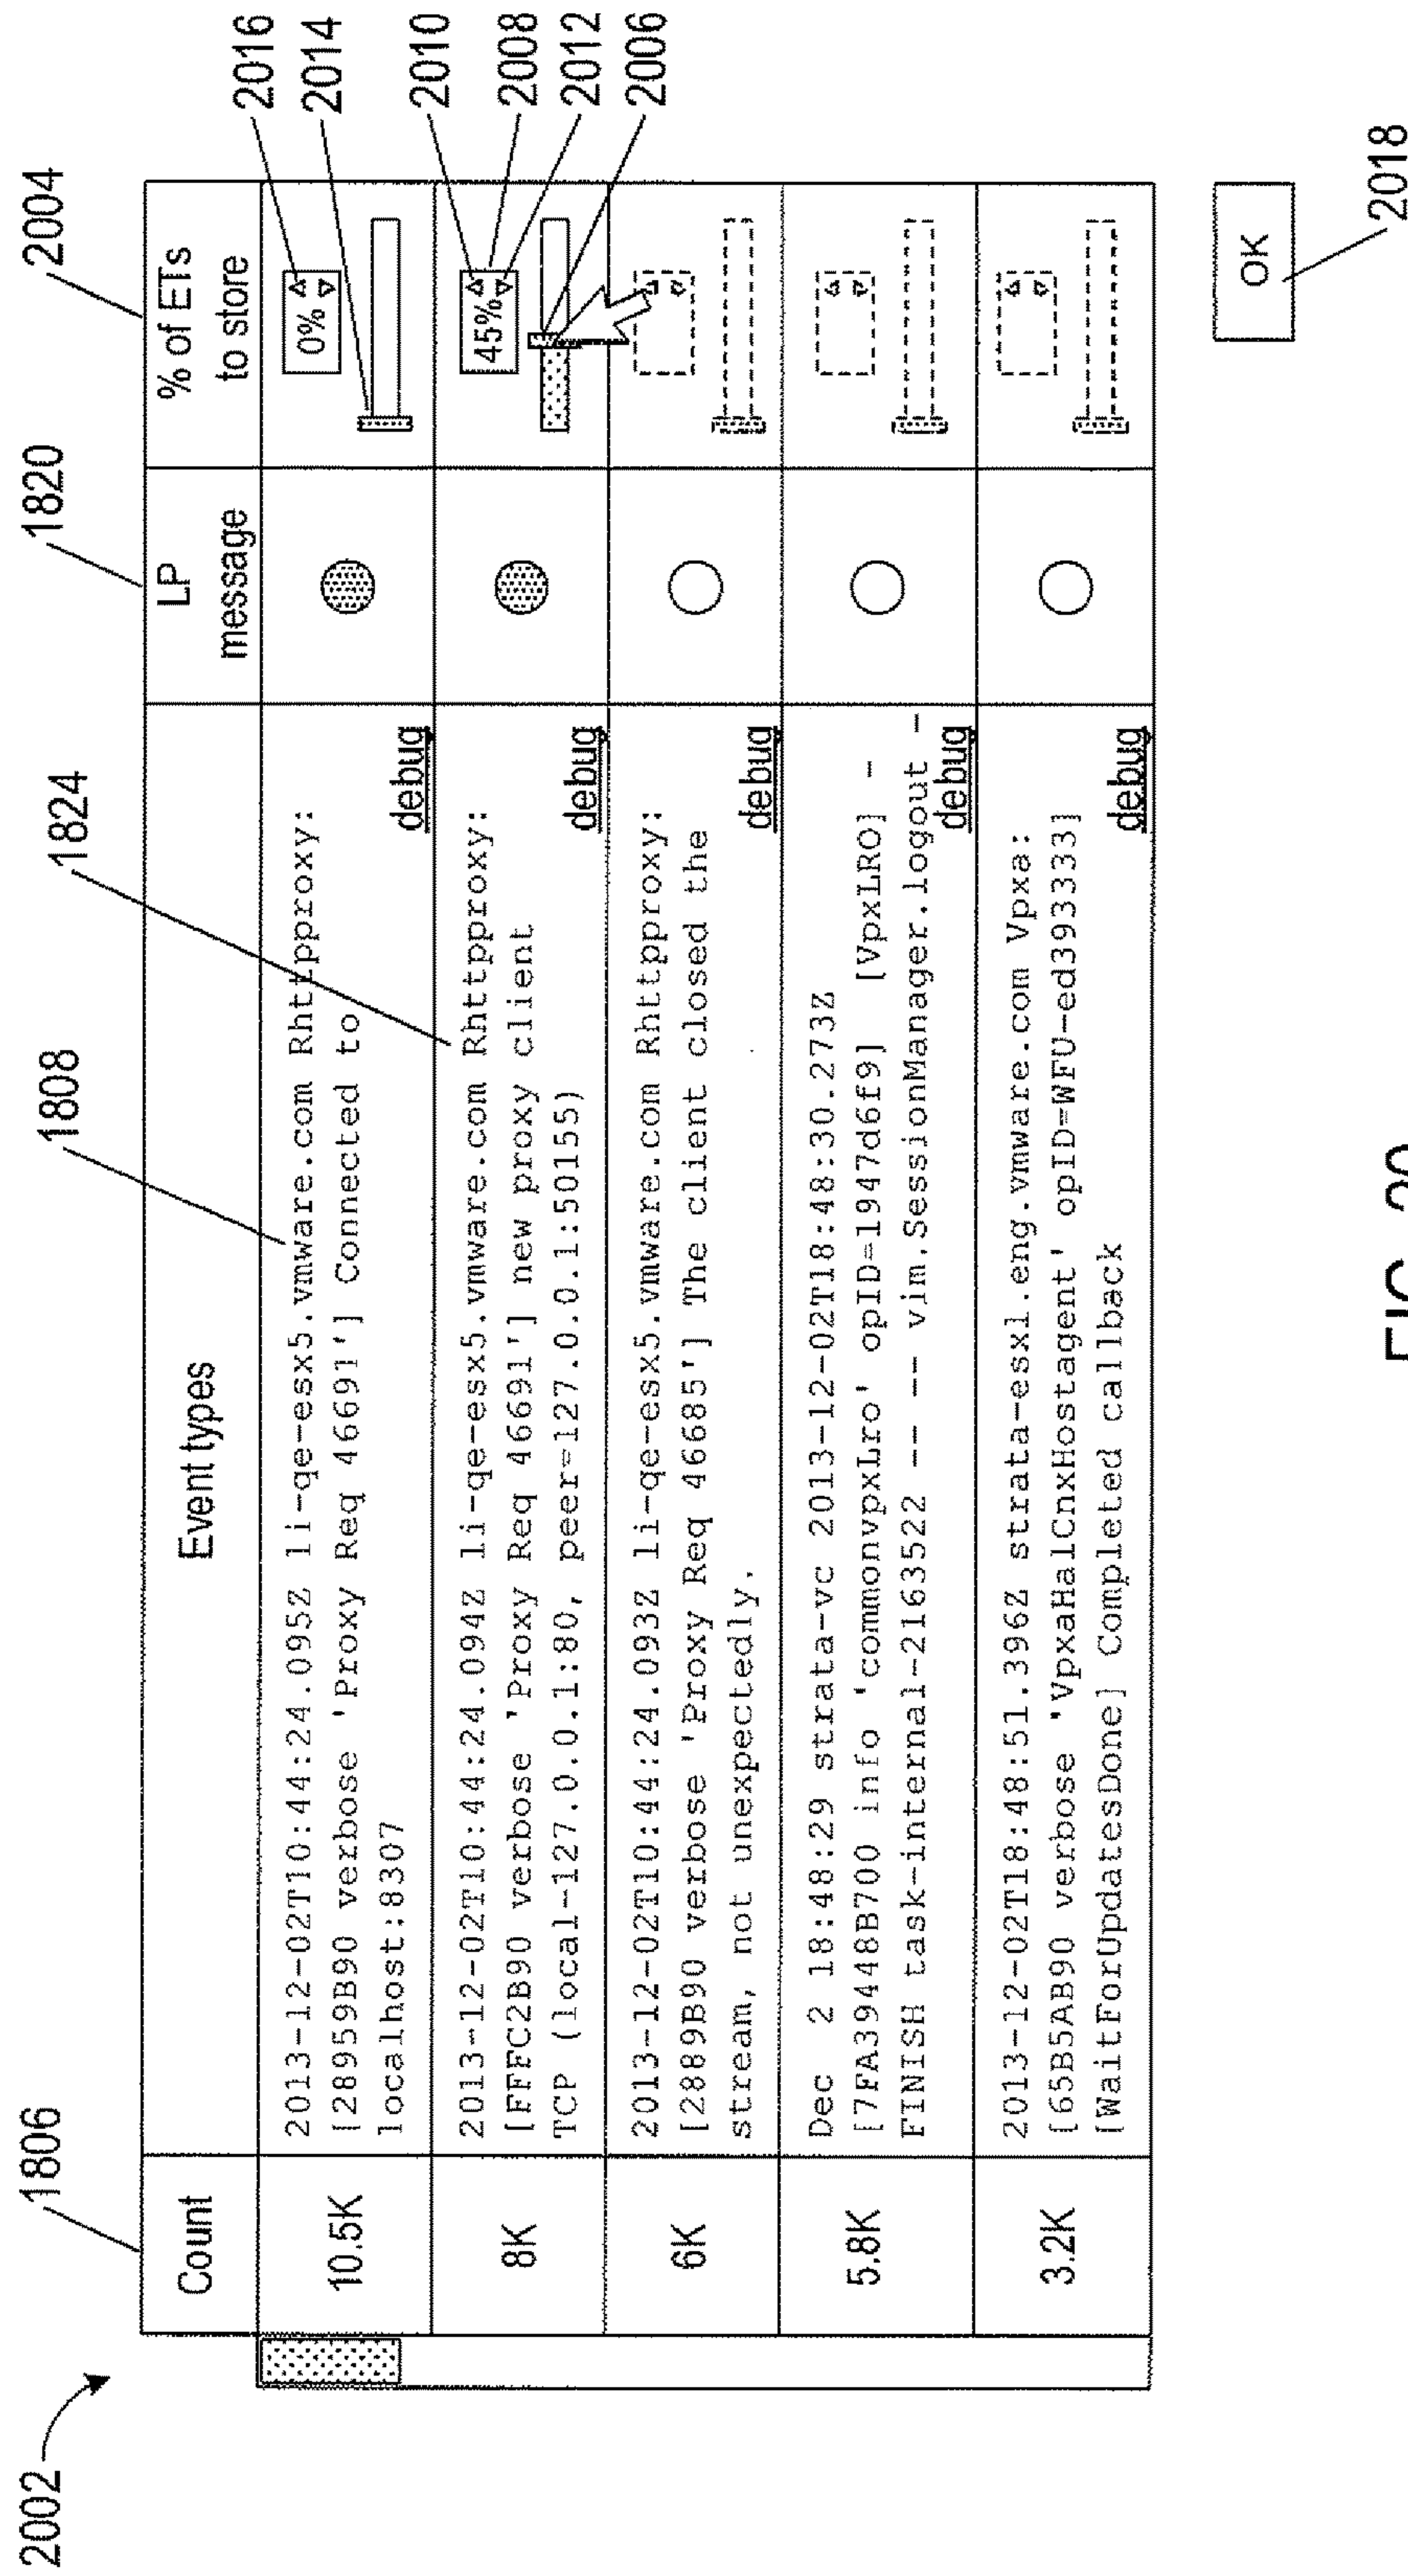 2002
1806
1808
1824
1820
2004
Count
Event types
LP
message
% of ETs
to store
2016
2014
10.5K
2013-12-02T10:44:24.095Z li-qe-esx5.vmware.com Rhttpproxy:
[28959B90 verbose 'Proxy Req 46691'] Connected to
localhost:8307
debug
0%
2010
2008
2012
2006
8K
2013-12-02T10:44:24.094Z li-qe-esx5.vmware.com Rhttpproxy:
[FFFC2B90 verbose 'Proxy Req 46691'] new proxy client
TCP (local-127.0.0.1:80, peer=127.0.0.1:50155)
debug
45%
6K
2013-12-02T10:44:24.093Z li-qe-esx5.vmware.com Rhttpproxy:
[2889B90 verbose 'Proxy Req 46685'] The client closed the
stream, not unexpectedly.
debug
5.8K
Dec 2 18:48:29 strata-vc 2013-12-02T18:48:30.273Z
[7FA39448B700 info 'commonvpxLro' opID=1947d6f9] [VpxLRO] -
FINISH task-internal-2163522 -- -- vim.SessionManager.logout -
debug
3.2K
2013-12-02T18:48:51.396Z strata-esx1.eng.vmware.com Vpxa:
[65B5AB90 verbose 'VpxaHalCnxHostagent' opID=WFU-ed393333]
[WaitForUpdatesDone] Completed callback
debug
OK
2018